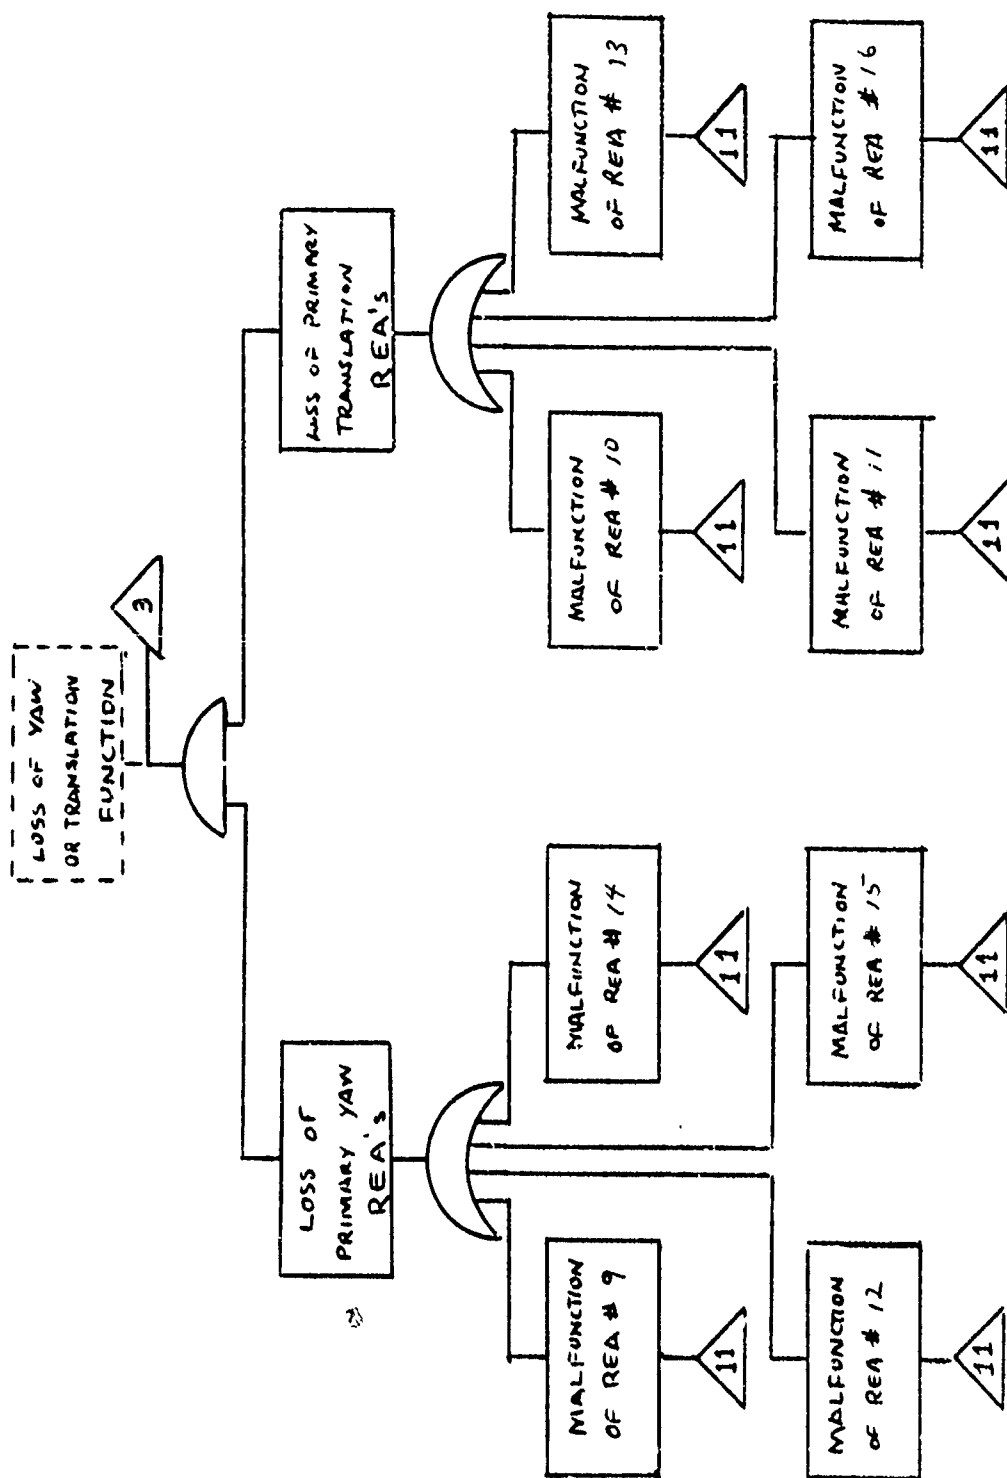 LOSS OF YAW
OR TRANSLATION
FUNCTION
3
LOSS OF
PRIMARY YAW
REA's
LOSS OF PRIMARY
TRANSLATION
REA's
MALFUNCTION
OF REA # 9
11
MALFUNCTION
OF REA # 14
11
MALFUNCTION
OF REA # 10
11
MALFUNCTION
OF REA # 13
11
MALFUNCTION
OF REA # 12
11
MALFUNCTION
OF REA # 15
11
MALFUNCTION
OF REA # 11
11
MALFUNCTION
OF REA # 16
11